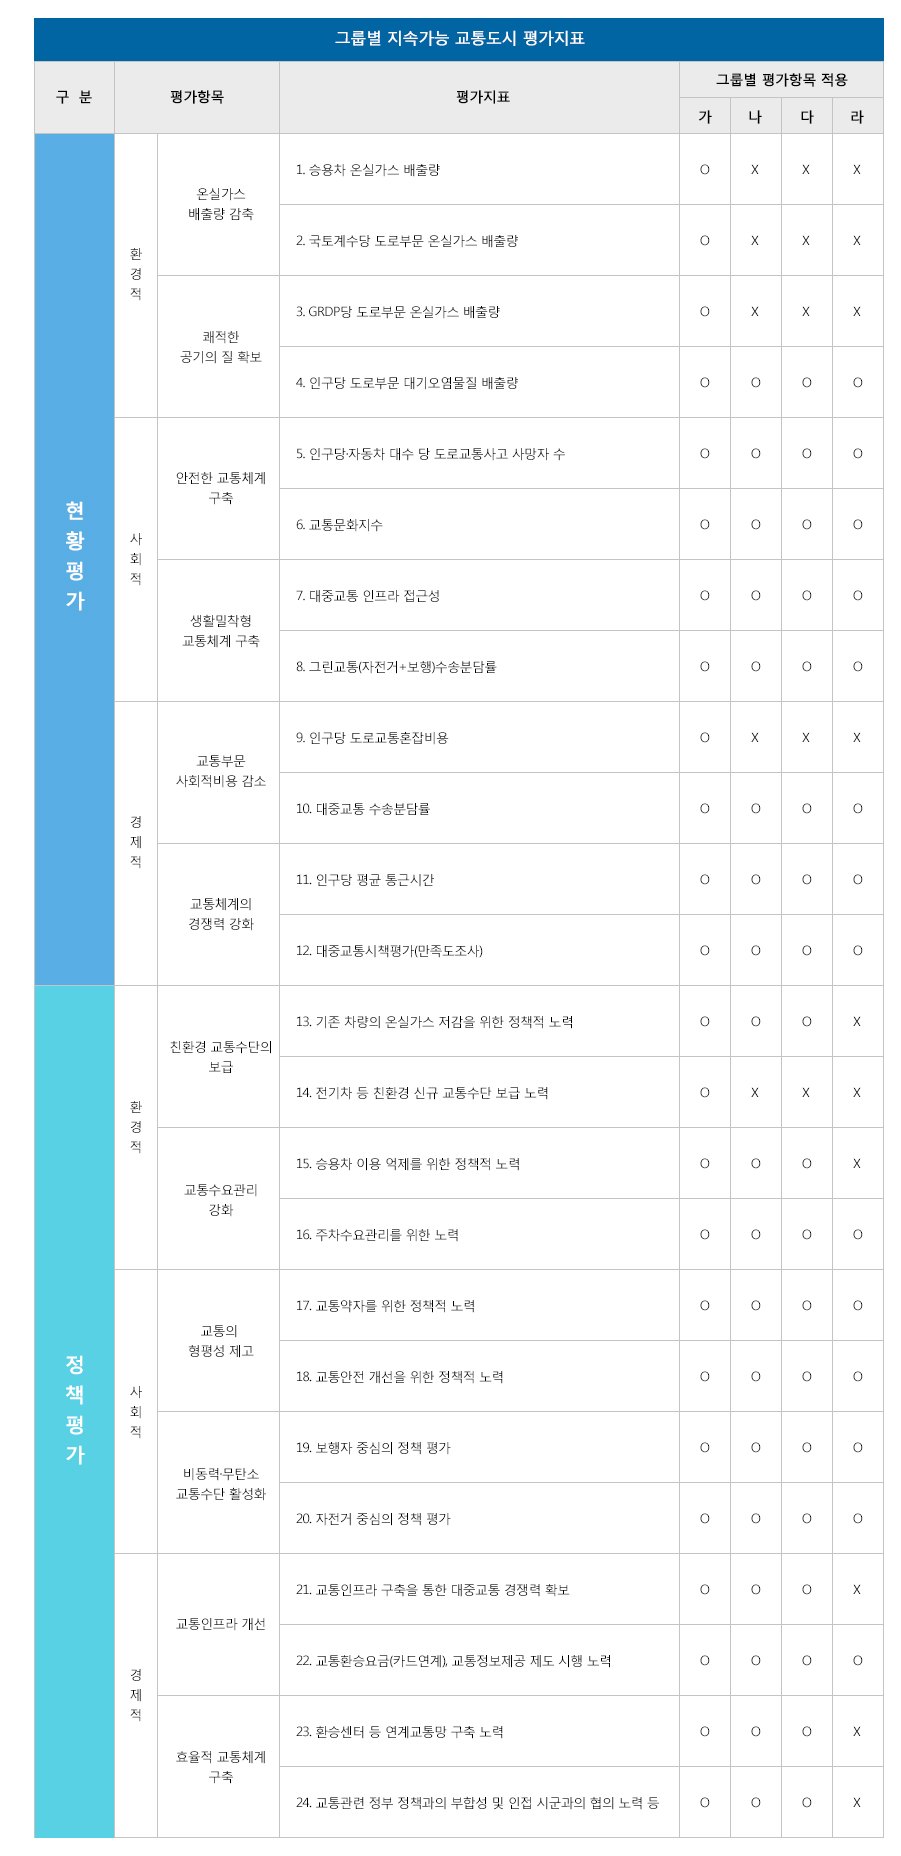 그룹별 지속가능 교통도시 평가지표
구 분 평가항목 평가지표 그룹별 평가항목 적용
가 나 다 라
현황평가
환경적
온실가스
배출량 감축
1. 승용차 온실가스 배출량 O X X X
2. 국토계수당 도로부문 온실가스 배출량 O X X X
쾌적한
공기의 질 확보
3. GRDP당 도로부문 온실가스 배출량 O X X X
4. 인구당 도로부문 대기오염물질 배출량 O O O O
사회적
안전한 교통체계
구축
5. 인구당·자동차 대수 당 도로교통사고 사망자 수 O O O O
6. 교통문화지수 O O O O
생활밀착형
교통체계 구축
7. 대중교통 인프라 접근성 O O O O
8. 그린교통(자전거+보행)수송분담률 O O O O
경제적
교통부문
사회적비용 감소
9. 인구당 도로교통혼잡비용 O X X X
10. 대중교통 수송분담률 O O O O
교통체계의
경쟁력 강화
11. 인구당 평균 통근시간 O O O O
12. 대중교통시책평가(만족도조사) O O O O
정책평가
환경적
친환경 교통수단의
보급
13. 기존 차량의 온실가스 저감을 위한 정책적 노력 O O O X
14. 전기차 등 친환경 신규 교통수단 보급 노력 O X X X
교통수요관리
강화
15. 승용차 이용 억제를 위한 정책적 노력 O O O X
16. 주차수요관리를 위한 노력 O O O O
사회적
교통의
형평성 제고
17. 교통약자를 위한 정책적 노력 O O O O
18. 교통안전 개선을 위한 정책적 노력 O O O O
비동력·무탄소
교통수단 활성화
19. 보행자 중심의 정책 평가 O O O O
20. 자전거 중심의 정책 평가 O O O O
경제적
교통인프라 개선
21. 교통인프라 구축을 통한 대중교통 경쟁력 확보 O O O X
22. 교통환승요금(카드연계), 교통정보제공 제도 시행 노력 O O O O
효율적 교통체계
구축
23. 환승센터 등 연계교통망 구축 노력 O O O X
24. 교통관련 정부 정책과의 부합성 및 인접 시군과의 협의 노력 등 O O O X